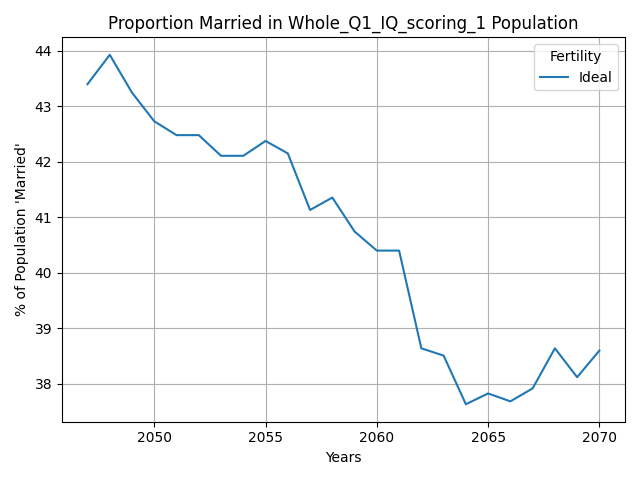 Proportion Married in Whole_Q1_IQ_scoring_1 Population
Fertility
Ideal
% of Population 'Married'
44
43
42
41
40
39
38
2050
2055
2060
2065
2070
Years